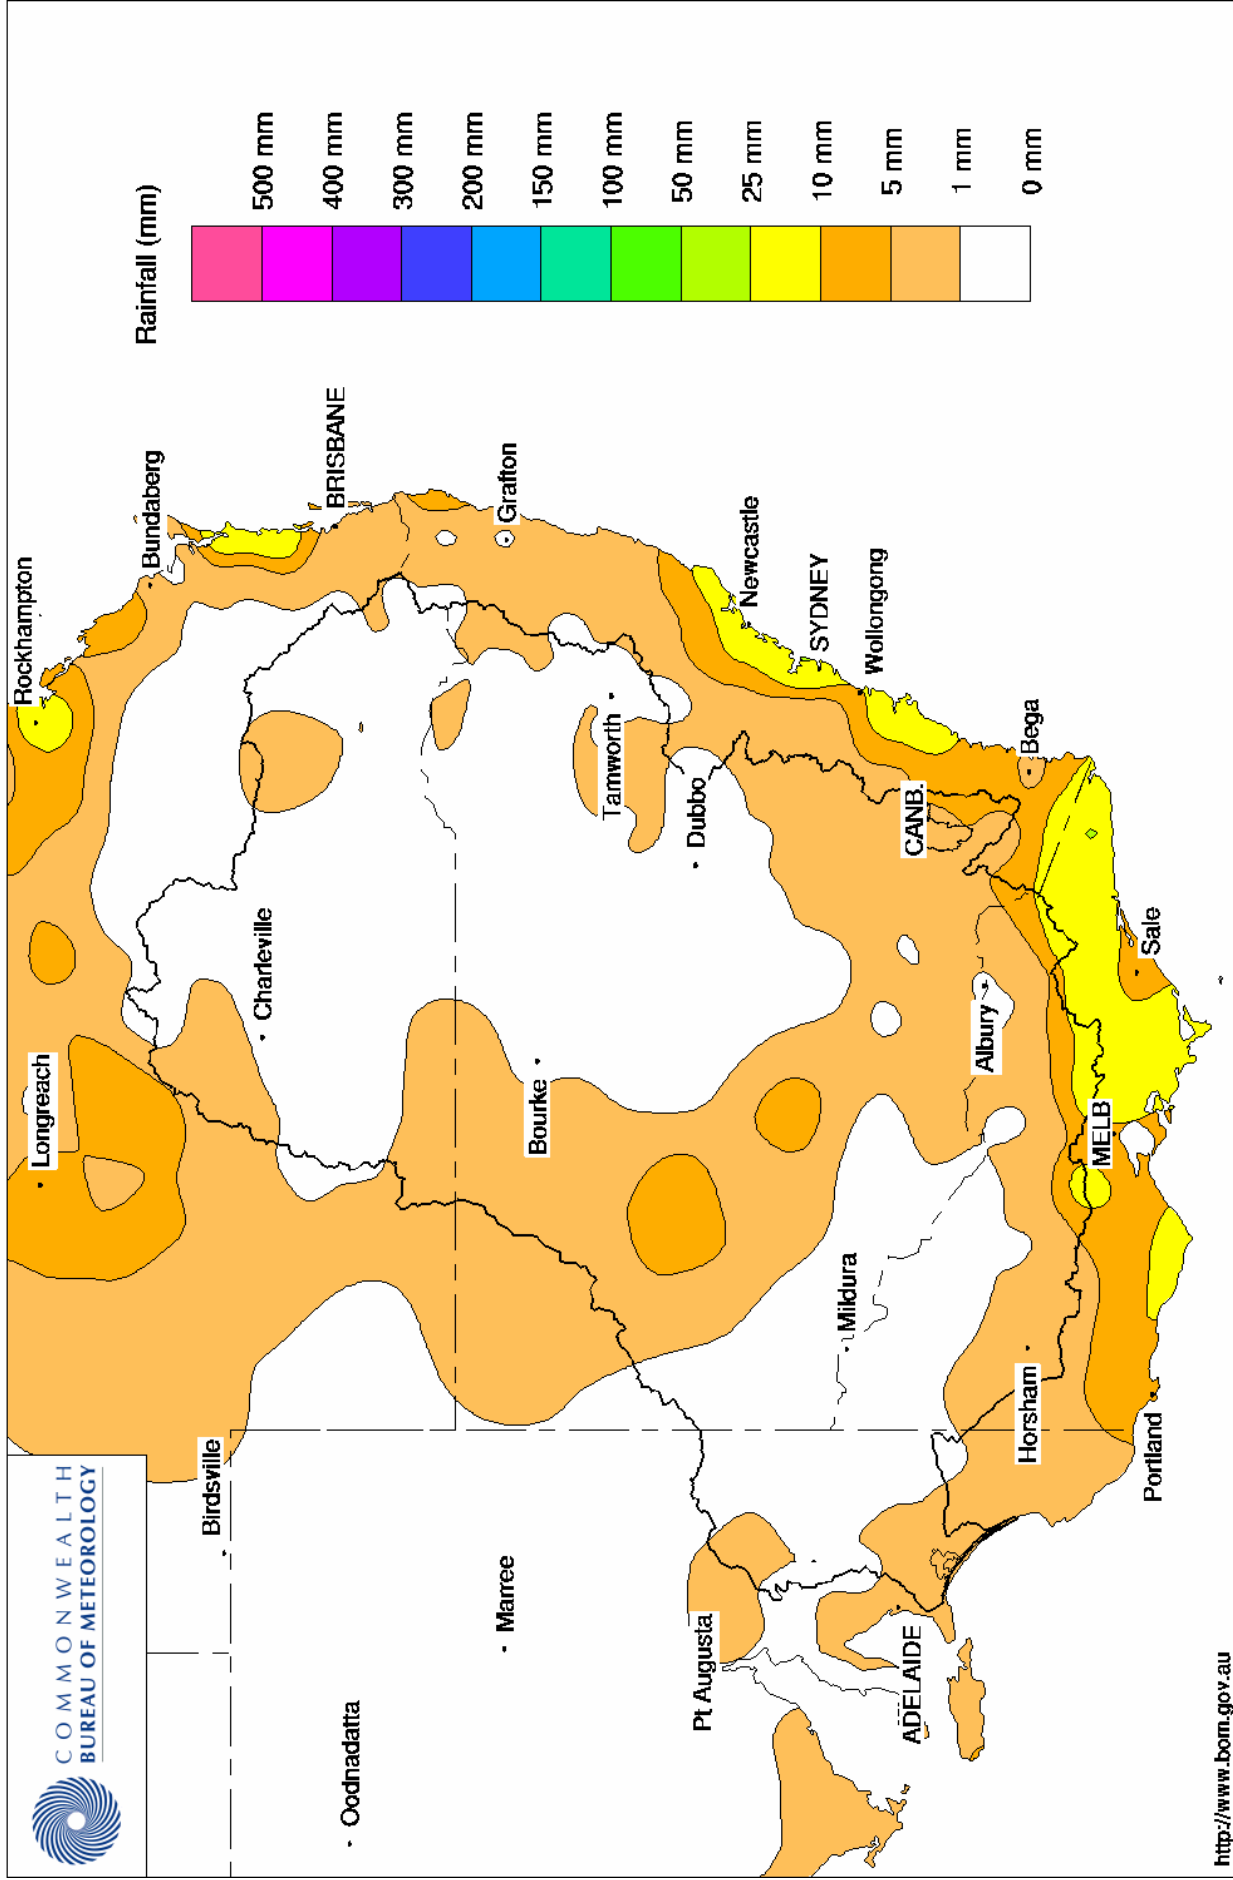 COMMONWEALTH
BUREAU OF METEOROLOGY
Rainfall (mm)
500 mm
400 mm
300 mm
200 mm
150 mm
100 mm
50 mm
25 mm
10 mm
5 mm
1 mm
0 mm
Longreach
Rockhampton
Bundaberg
Birdsville
Charleville
BRISBANE
Oodnadatta
Marree
Bourke
Grafton
Tamworth
Pt Augusta
Dubbo
Newcastle
Mildura
SYDNEY
Wollongong
ADELAIDE
CANB.
Albury
Horsham
Bega
MELB
Sale
Portland
http://www.bom.gov.au